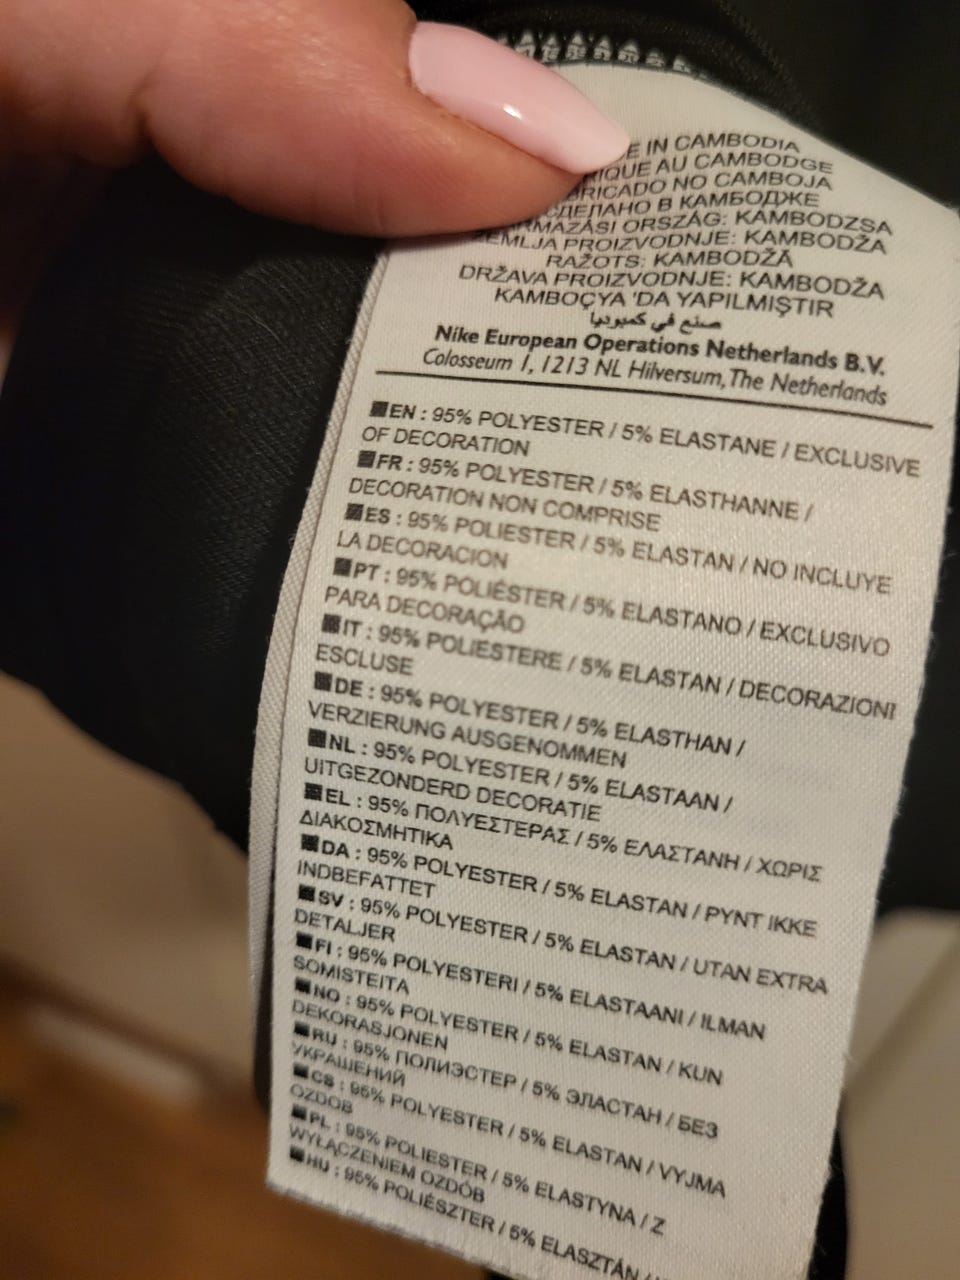 E IN CAMBODIA
RIQUE AU CAMBODGE
BRICADO NO CAMBOJA
СДЕЛАНО В КАМБОДЖЕ
RMAZÁSI ORSZÁG: KAMBODZSA
ZEMLJA PROIZVODNJE: KAMBODŽA
RAŽOTS: KAMBODŽĀ
DRŽAVA PROIZVODNJE: KAMBODŽA
KAMBOÇYA 'DA YAPILMIŞTIR
صنع في كمبوديا
Nike European Operations Netherlands B.V.
Colosseum 1, 1213 NL Hilversum, The Netherlands
EN : 95% POLYESTER / 5% ELASTANE / EXCLUSIVE
OF DECORATION
FR : 95% POLYESTER / 5% ELASTHANNE /
DECORATION NON COMPRISE
ES : 95% POLIESTER / 5% ELASTAN / NO INCLUYE
LA DECORACION
PT : 95% POLIÉSTER / 5% ELASTANO / EXCLUSIVO
PARA DECORAÇÃO
IT : 95% POLIESTERE / 5% ELASTAN / DECORAZIONI
ESCLUSE
DE : 95% POLYESTER / 5% ELASTHAN /
VERZIERUNG AUSGENOMMEN
NL : 95% POLYESTER / 5% ELASTAAN /
UITGEZONDERD DECORATIE
EL : 95% ΠΟΛΥΕΣΤΕΡΑΣ / 5% ΕΛΑΣΤΑΝΗ / ΧΩΡΙΣ
ΔΙΑΚΟΣΜΗΤΙΚΑ
DA : 95% POLYESTER / 5% ELASTAN / PYNT IKKE
INDBEFATTET
SV : 95% POLYESTER / 5% ELASTAN / UTAN EXTRA
DETALJER
FI : 95% POLYESTERI / 5% ELASTAANI / ILMAN
SOMISTEITA
NO : 95% POLYESTER / 5% ELASTAN / KUN
DEKORASJONEN
RU : 95% ПОЛИЭСТЕР / 5% ЭЛАСТАН / БЕЗ
УКРАШЕНИЙ
CS : 95% POLYESTER / 5% ELASTAN / VYJMA
OZDOB
PL : 95% POLIESTER / 5% ELASTYNA / Z
WYŁĄCZENIEM OZDÓB
HU : 95% POLIÉSZTER / 5% ELASZTÁN /